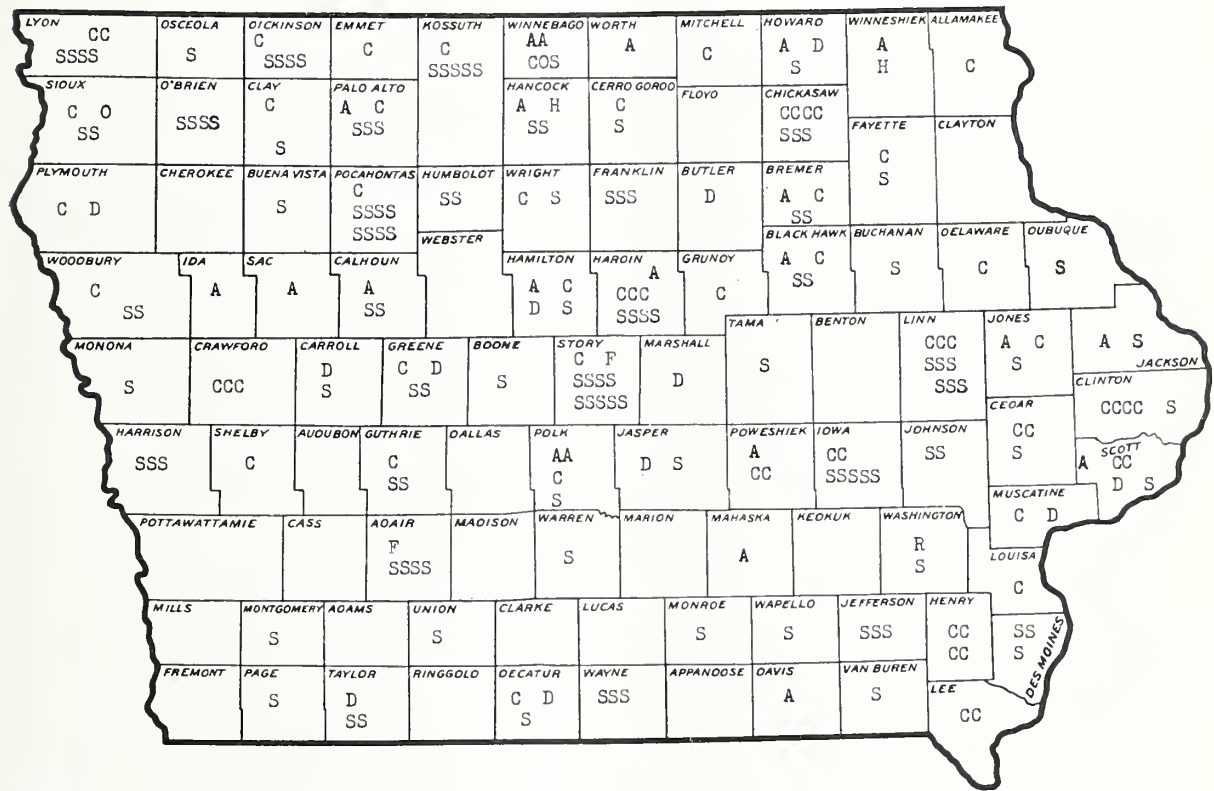 LYON
CC
SSSS
OSCEOLA
S
DICKINSON
C
SSSS
EMMET
C
KOSSUTH
C
SSSSS
WINNEBAGO
AA
COS
WORTH
A
MITCHELL
C
HOWARD
A D
S
WINNESHIEK
A
H
ALLAMAKEE
C
SIOUX
C O
SS
O'BRIEN
SSSS
CLAY
C
S
PALO ALTO
A C
SSS
HANCOCK
A H
SS
CERRO GORDO
C
S
FLOYD
CHICKASAW
CCCC
SSS
FAYETTE
C
S
CLAYTON
PLYMOUTH
C D
CHEROKEE
BUENA VISTA
S
POCAHONTAS
C
SSSS
SSSS
HUMBOLDT
SS
WRIGHT
C S
FRANKLIN
SSS
BUTLER
D
BREMER
A C
SS
WEBSTER
BLACK HAWK
A C
SS
BUCHANAN
S
DELAWARE
C
DUBUQUE
S
WOODBURY
C
SS
IDA
A
SAC
A
CALHOUN
A
SS
HAMILTON
A C
D S
HARDIN
A
CCC
SSSS
GRUNDY
C
TAMA
S
BENTON
LINN
CCC
SSS
SSS
JONES
A C
S
A S
JACKSON
MONONA
S
CRAWFORD
CCC
CARROLL
D
S
GREENE
C D
SS
BOONE
S
STORY
C F
SSSS
SSSSS
MARSHALL
D
CLINTON
CCCC S
CEDAR
CC
S
HARRISON
SSS
SHELBY
C
AUDUBON
GUTHRIE
C
SS
DALLAS
POLK
AA
C
S
JASPER
D S
POWESHIEK
A
CC
IOWA
CC
SSSSS
JOHNSON
SS
SCOTT
A CC
D S
MUSCATINE
C D
POTTAWATTAMIE
CASS
ADAIR
F
SSSS
MADISON
WARREN
S
MARION
MAHASKA
A
KEOKUK
WASHINGTON
R
S
LOUISA
C
MILLS
MONTGOMERY
S
ADAMS
UNION
S
CLARKE
LUCAS
MONROE
S
WAPELLO
S
JEFFERSON
SSS
HENRY
CC
CC
SS
S
DES MOINES
FREMONT
PAGE
S
TAYLOR
D
SS
RINGGOLD
DECATUR
C D
S
WAYNE
SSS
APPANOOSE
DAVIS
A
VAN BUREN
S
LEE
CC